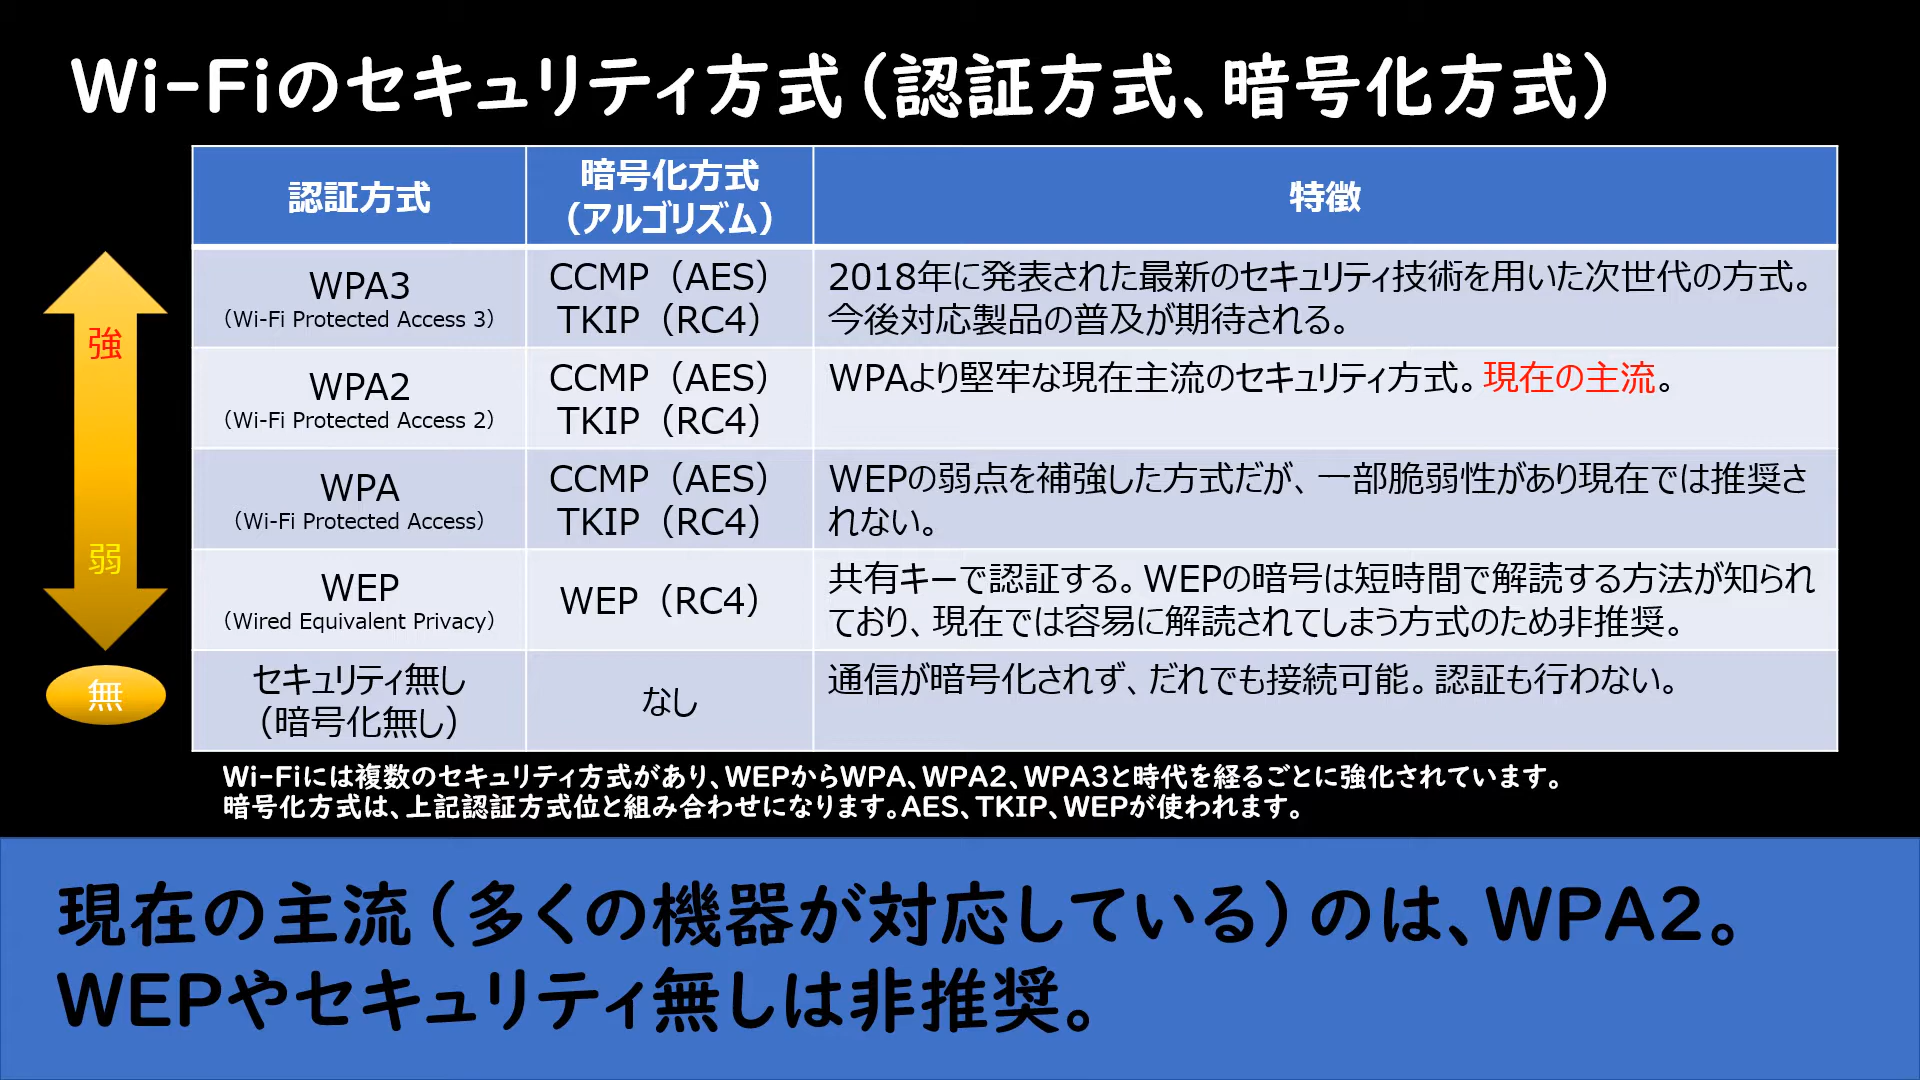 Wi-Fiのセキュリティ方式（認証方式、暗号化方式）
認証方式
暗号化方式
（アルゴリズム）
特徴
強
弱
無
WPA3
（Wi-Fi Protected Access 3）
CCMP（AES）
TKIP（RC4）
2018年に発表された最新のセキュリティ技術を用いた次世代の方式。
今後対応製品の普及が期待される。
WPA2
（Wi-Fi Protected Access 2）
CCMP（AES）
TKIP（RC4）
WPAより堅牢な現在主流のセキュリティ方式。現在の主流。
WPA
（Wi-Fi Protected Access）
CCMP（AES）
TKIP（RC4）
WEPの弱点を補強した方式だが、一部脆弱性があり現在では推奨さ
れない。
WEP
（Wired Equivalent Privacy）
WEP（RC4）
共有キーで認証する。WEPの暗号は短時間で解読する方法が知られ
ており、現在では容易に解読されてしまう方式のため非推奨。
セキュリティ無し
（暗号化無し）
なし
通信が暗号化されず、だれでも接続可能。認証も行わない。
Wi-Fiには複数のセキュリティ方式があり、WEPからWPA、WPA2、WPA3と時代を経るごとに強化されています。
暗号化方式は、上記認証方式位と組み合わせになります。AES、TKIP、WEPが使われます。
現在の主流（多くの機器が対応している）のは、WPA2。
WEPやセキュリティ無しは非推奨。